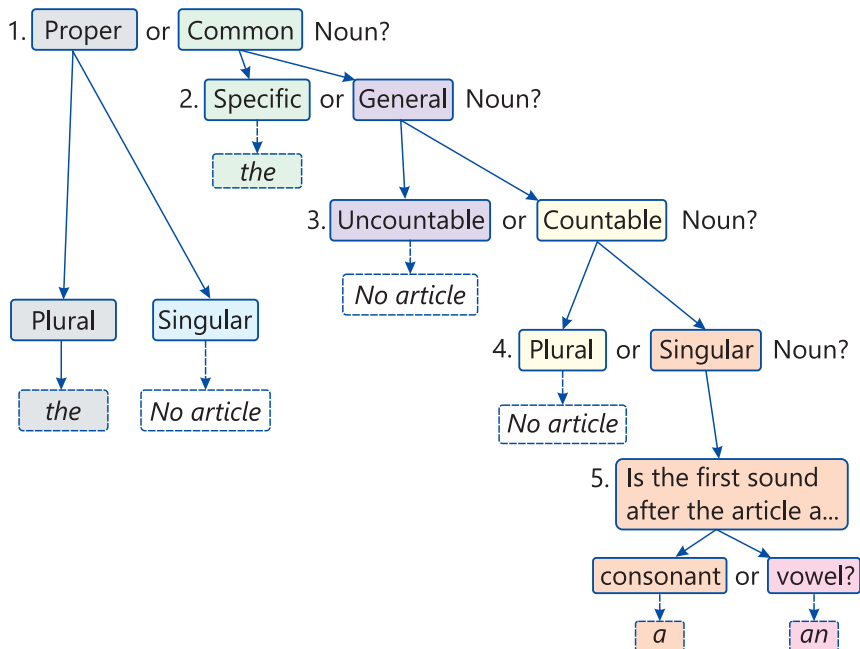 1. Proper or Common Noun?
2. Specific or General Noun?
the
3. Uncountable or Countable Noun?
No article
Plural Singular
the No article
4. Plural or Singular Noun?
No article
5. Is the first sound
after the article a...
consonant or vowel?
a an